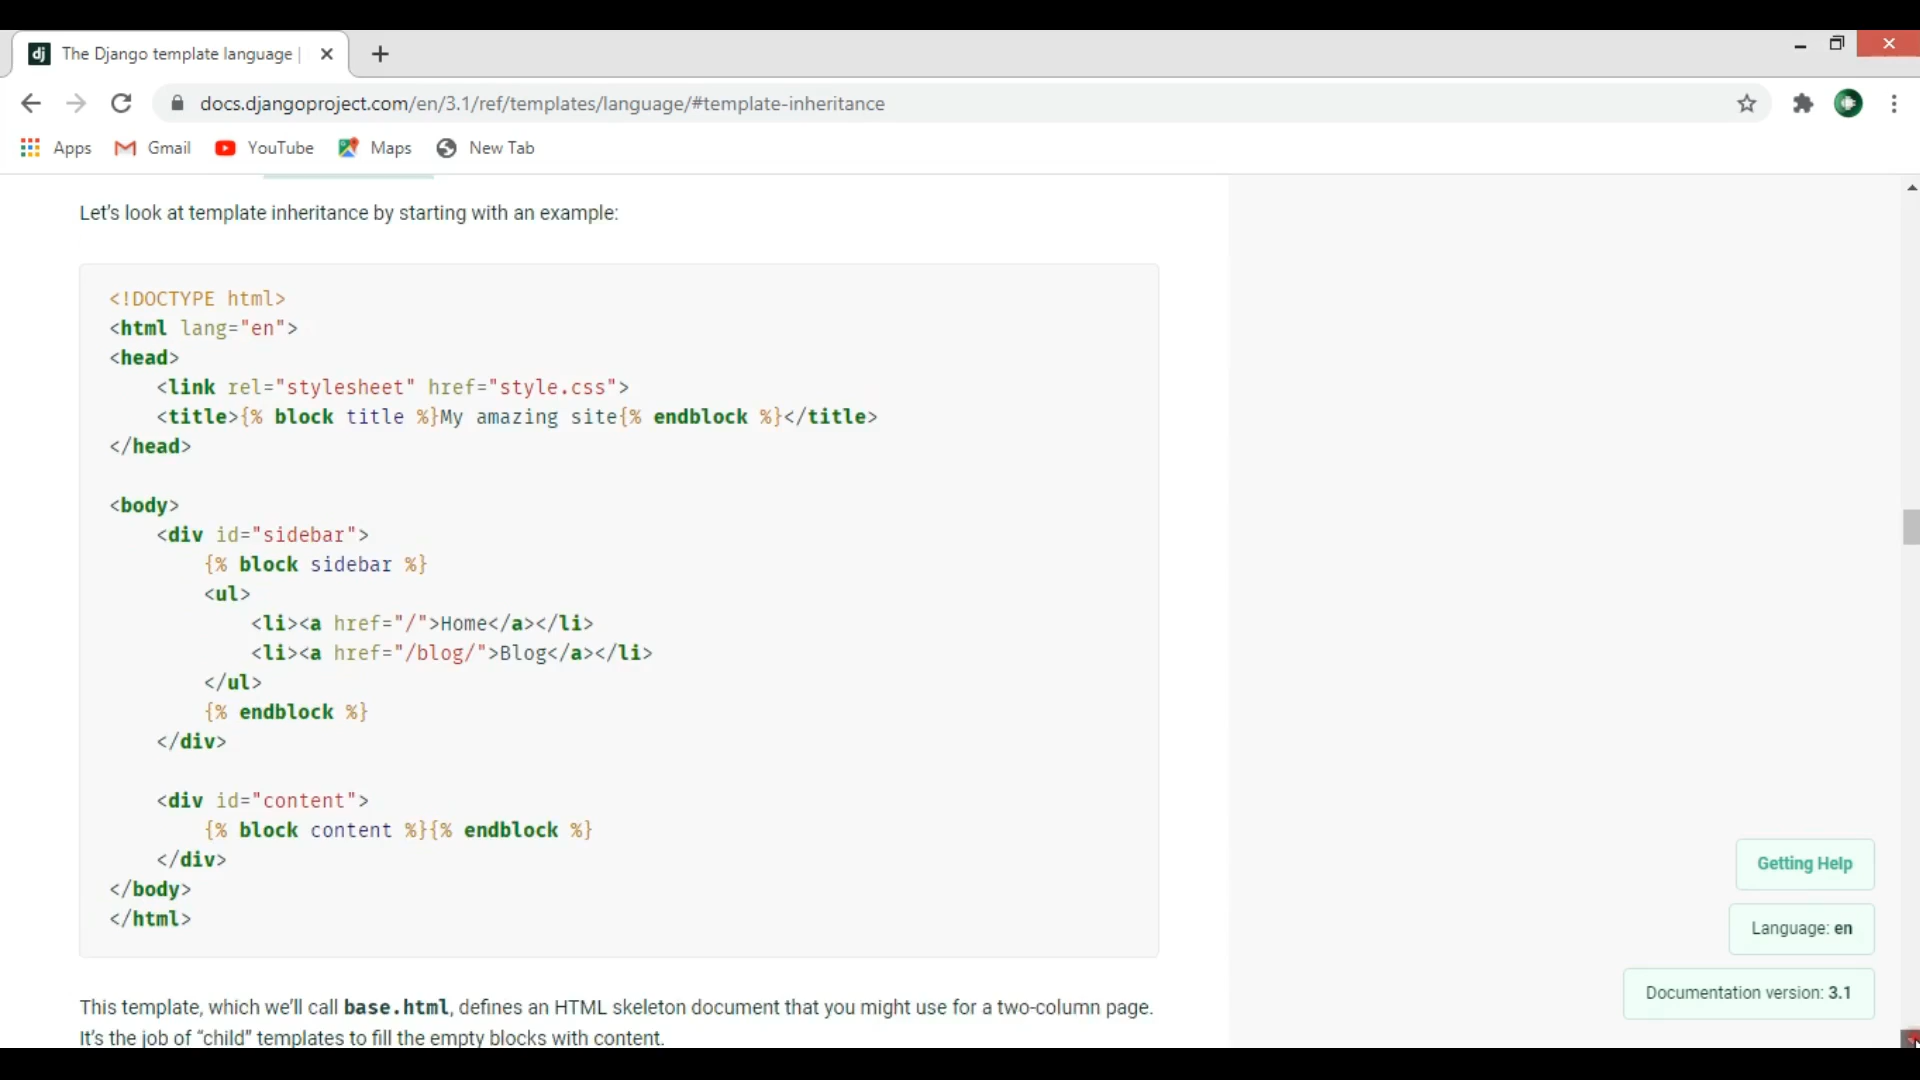 The Django template language |
docs.djangoproject.com/en/3.1/ref/templates/language/#template-inheritance
Apps Gmail YouTube Maps New Tab
Let's look at template inheritance by starting with an example:
<!DOCTYPE html>
<html lang="en">
<head>
    <link rel="stylesheet" href="style.css">
    <title>{% block title %}My amazing site{% endblock %}</title>
</head>
<body>
    <div id="sidebar">
        {% block sidebar %}
        <ul>
            <li><a href="/">Home</a></li>
            <li><a href="/blog/">Blog</a></li>
        </ul>
        {% endblock %}
    </div>
    <div id="content">
        {% block content %}{% endblock %}
    </div>
</body>
</html>
This template, which we'll call base.html, defines an HTML skeleton document that you might use for a two-column page.
It's the job of “child” templates to fill the empty blocks with content.
Getting Help
Language: en
Documentation version: 3.1